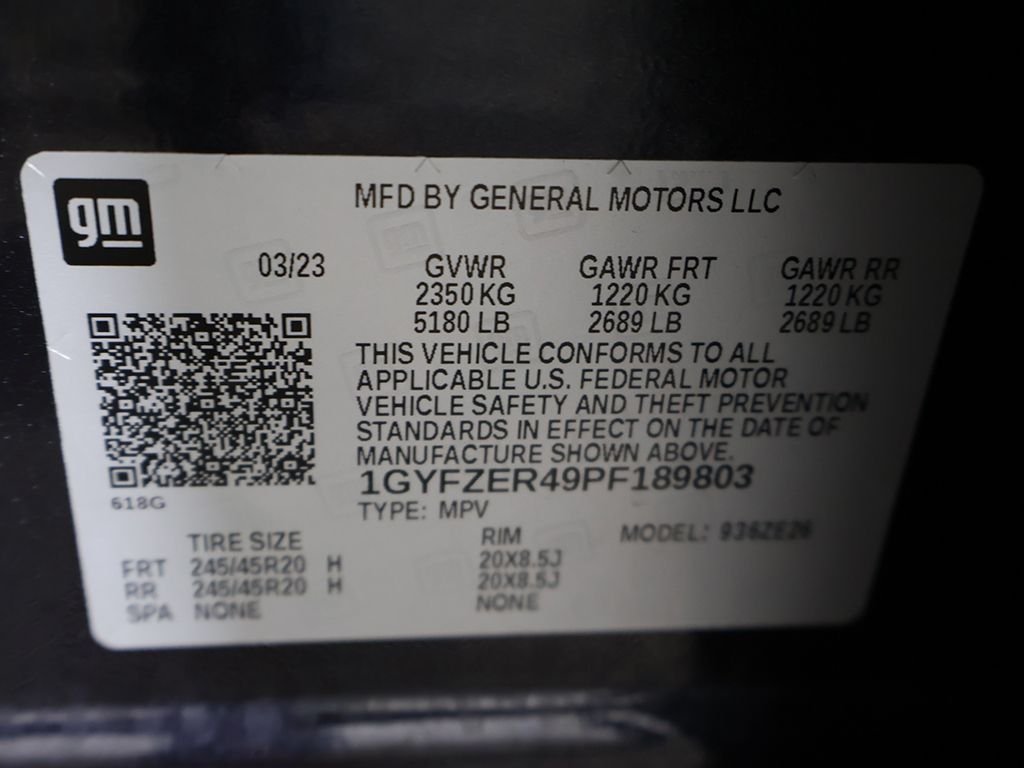 gm
MFD BY GENERAL MOTORS LLC
03/23 GVWR GAWR FRT GAWR RR
2350 KG 1220 KG 1220 KG
5180 LB 2689 LB 2689 LB
THIS VEHICLE CONFORMS TO ALL
APPLICABLE U.S. FEDERAL MOTOR
VEHICLE SAFETY AND THEFT PREVENTION
STANDARDS IN EFFECT ON THE DATE OF
MANUFACTURE SHOWN ABOVE.
1GYFZER49PF189803
618G
TYPE: MPV
TIRE SIZE RIM MODEL: 936ZE26
FRT 245/45R20 H 20X8.5J
RR 245/45R20 H 20X8.5J
SPA NONE NONE